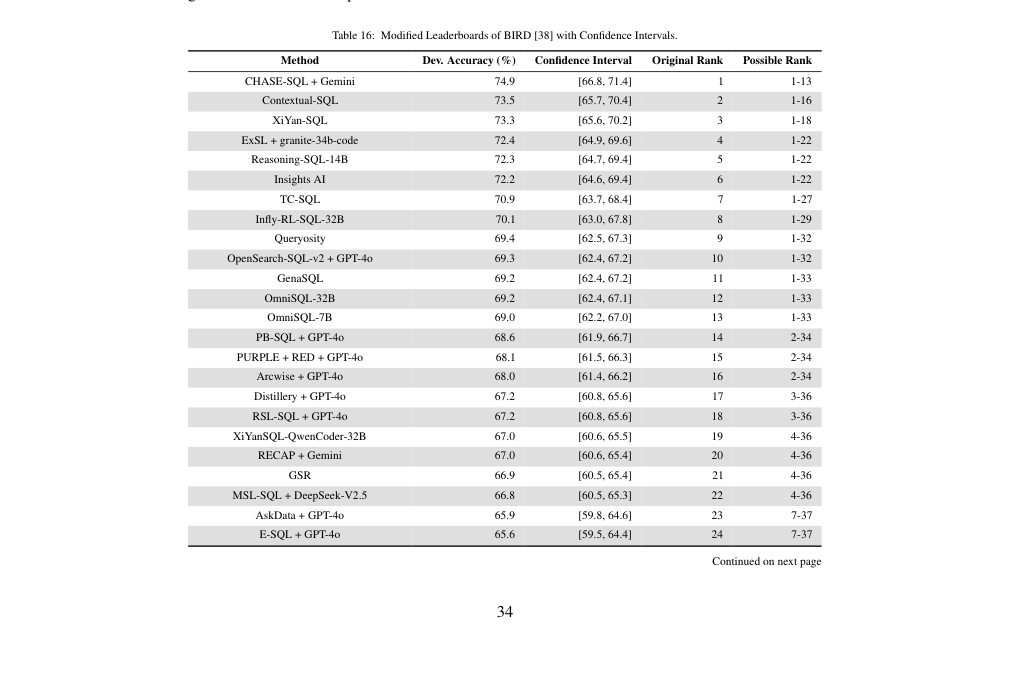 Table 16: Modified Leaderboards of BIRD [38] with Confidence Intervals.
Method Dev. Accuracy (%) Confidence Interval Original Rank Possible Rank
CHASE-SQL + Gemini 74.9 [66.8, 71.4] 1 1-13
Contextual-SQL 73.5 [65.7, 70.4] 2 1-16
XiYan-SQL 73.3 [65.6, 70.2] 3 1-18
ExSL + granite-34b-code 72.4 [64.9, 69.6] 4 1-22
Reasoning-SQL-14B 72.3 [64.7, 69.4] 5 1-22
Insights AI 72.2 [64.6, 69.4] 6 1-22
TC-SQL 70.9 [63.7, 68.4] 7 1-27
Infly-RL-SQL-32B 70.1 [63.0, 67.8] 8 1-29
Queryosity 69.4 [62.5, 67.3] 9 1-32
OpenSearch-SQL-v2 + GPT-4o 69.3 [62.4, 67.2] 10 1-32
GenaSQL 69.2 [62.4, 67.2] 11 1-33
OmniSQL-32B 69.2 [62.4, 67.1] 12 1-33
OmniSQL-7B 69.0 [62.2, 67.0] 13 1-33
PB-SQL + GPT-4o 68.6 [61.9, 66.7] 14 2-34
PURPLE + RED + GPT-4o 68.1 [61.5, 66.3] 15 2-34
Arcwise + GPT-4o 68.0 [61.4, 66.2] 16 2-34
Distillery + GPT-4o 67.2 [60.8, 65.6] 17 3-36
RSL-SQL + GPT-4o 67.2 [60.8, 65.6] 18 3-36
XiYanSQL-QwenCoder-32B 67.0 [60.6, 65.5] 19 4-36
RECAP + Gemini 67.0 [60.6, 65.4] 20 4-36
GSR 66.9 [60.5, 65.4] 21 4-36
MSL-SQL + DeepSeek-V2.5 66.8 [60.5, 65.3] 22 4-36
AskData + GPT-4o 65.9 [59.8, 64.6] 23 7-37
E-SQL + GPT-4o 65.6 [59.5, 64.4] 24 7-37
Continued on next page
34